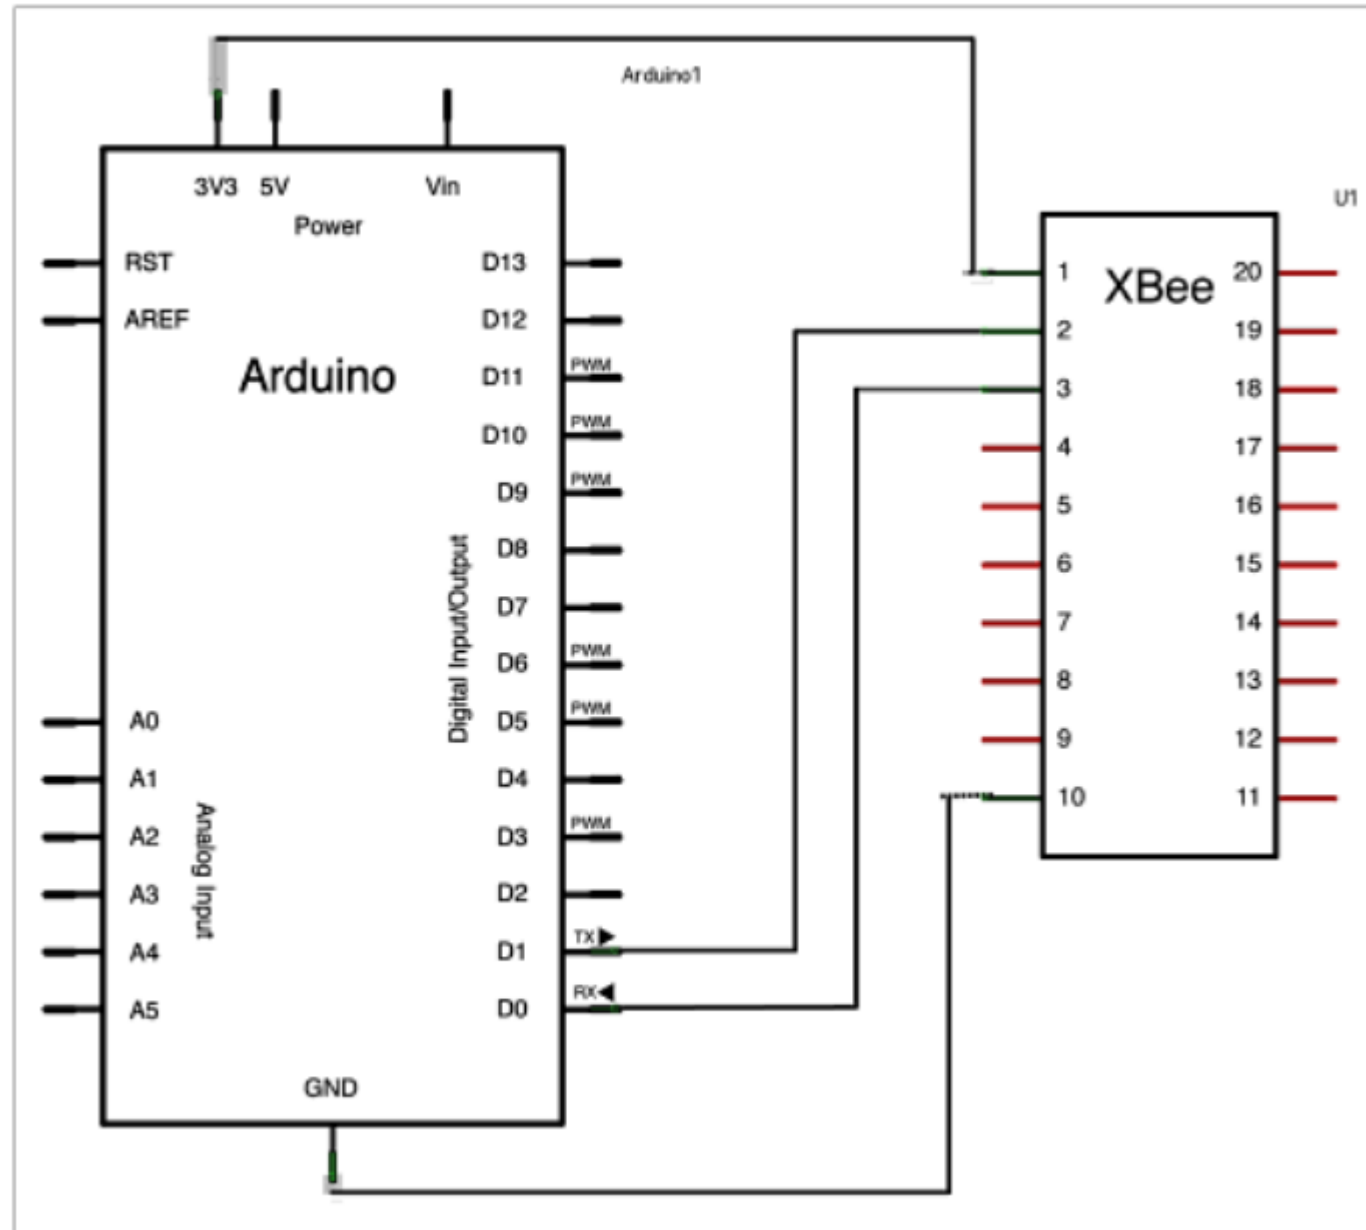 Arduino1
3V3 5V Vin
Power
RST
AREF
Arduino
Digital Input/Output
D13
D12
PWM
D11
PWM
D10
PWM
D9
D8
D7
PWM
D6
PWM
D5
D4
PWM
D3
D2
TX
D1
RX
D0
A0
A1
A2
A3
A4
A5
Analog Input
GND
U1
XBee
1 20
2 19
3 18
4 17
5 16
6 15
7 14
8 13
9 12
10 11